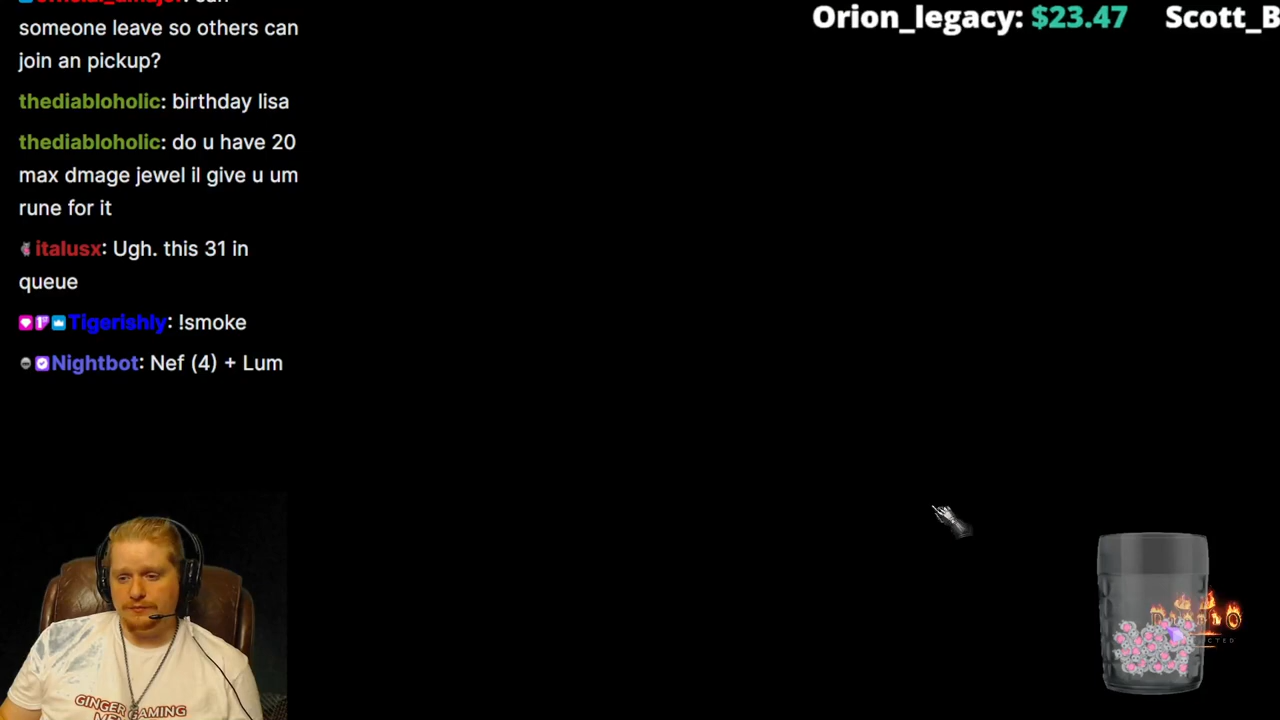 someone leave so others can
join an pickup?
thediabloholic: birthday lisa
thediabloholic: do u have 20
max dmage jewel il give u um
rune for it
italusx: Ugh. this 31 in
queue
Tigerishly: !smoke
Nightbot: Nef (4) + Lum
Orion_legacy: $23.47 Scott_B
GINGER GAMING